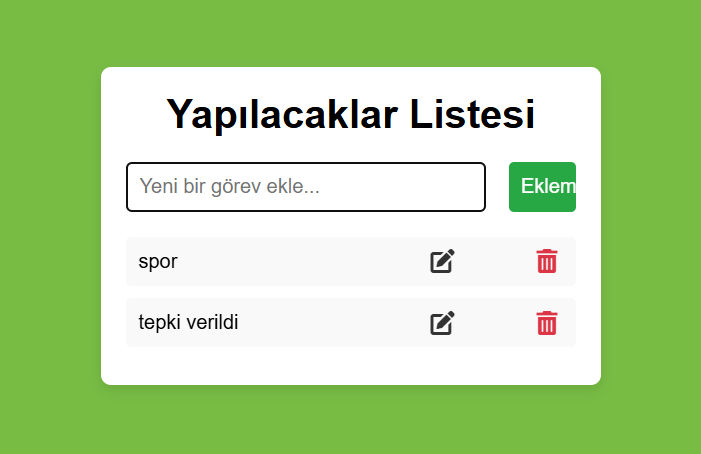 Yapılacaklar Listesi
Yeni bir görev ekle...
Eklem
spor
tepki verildi